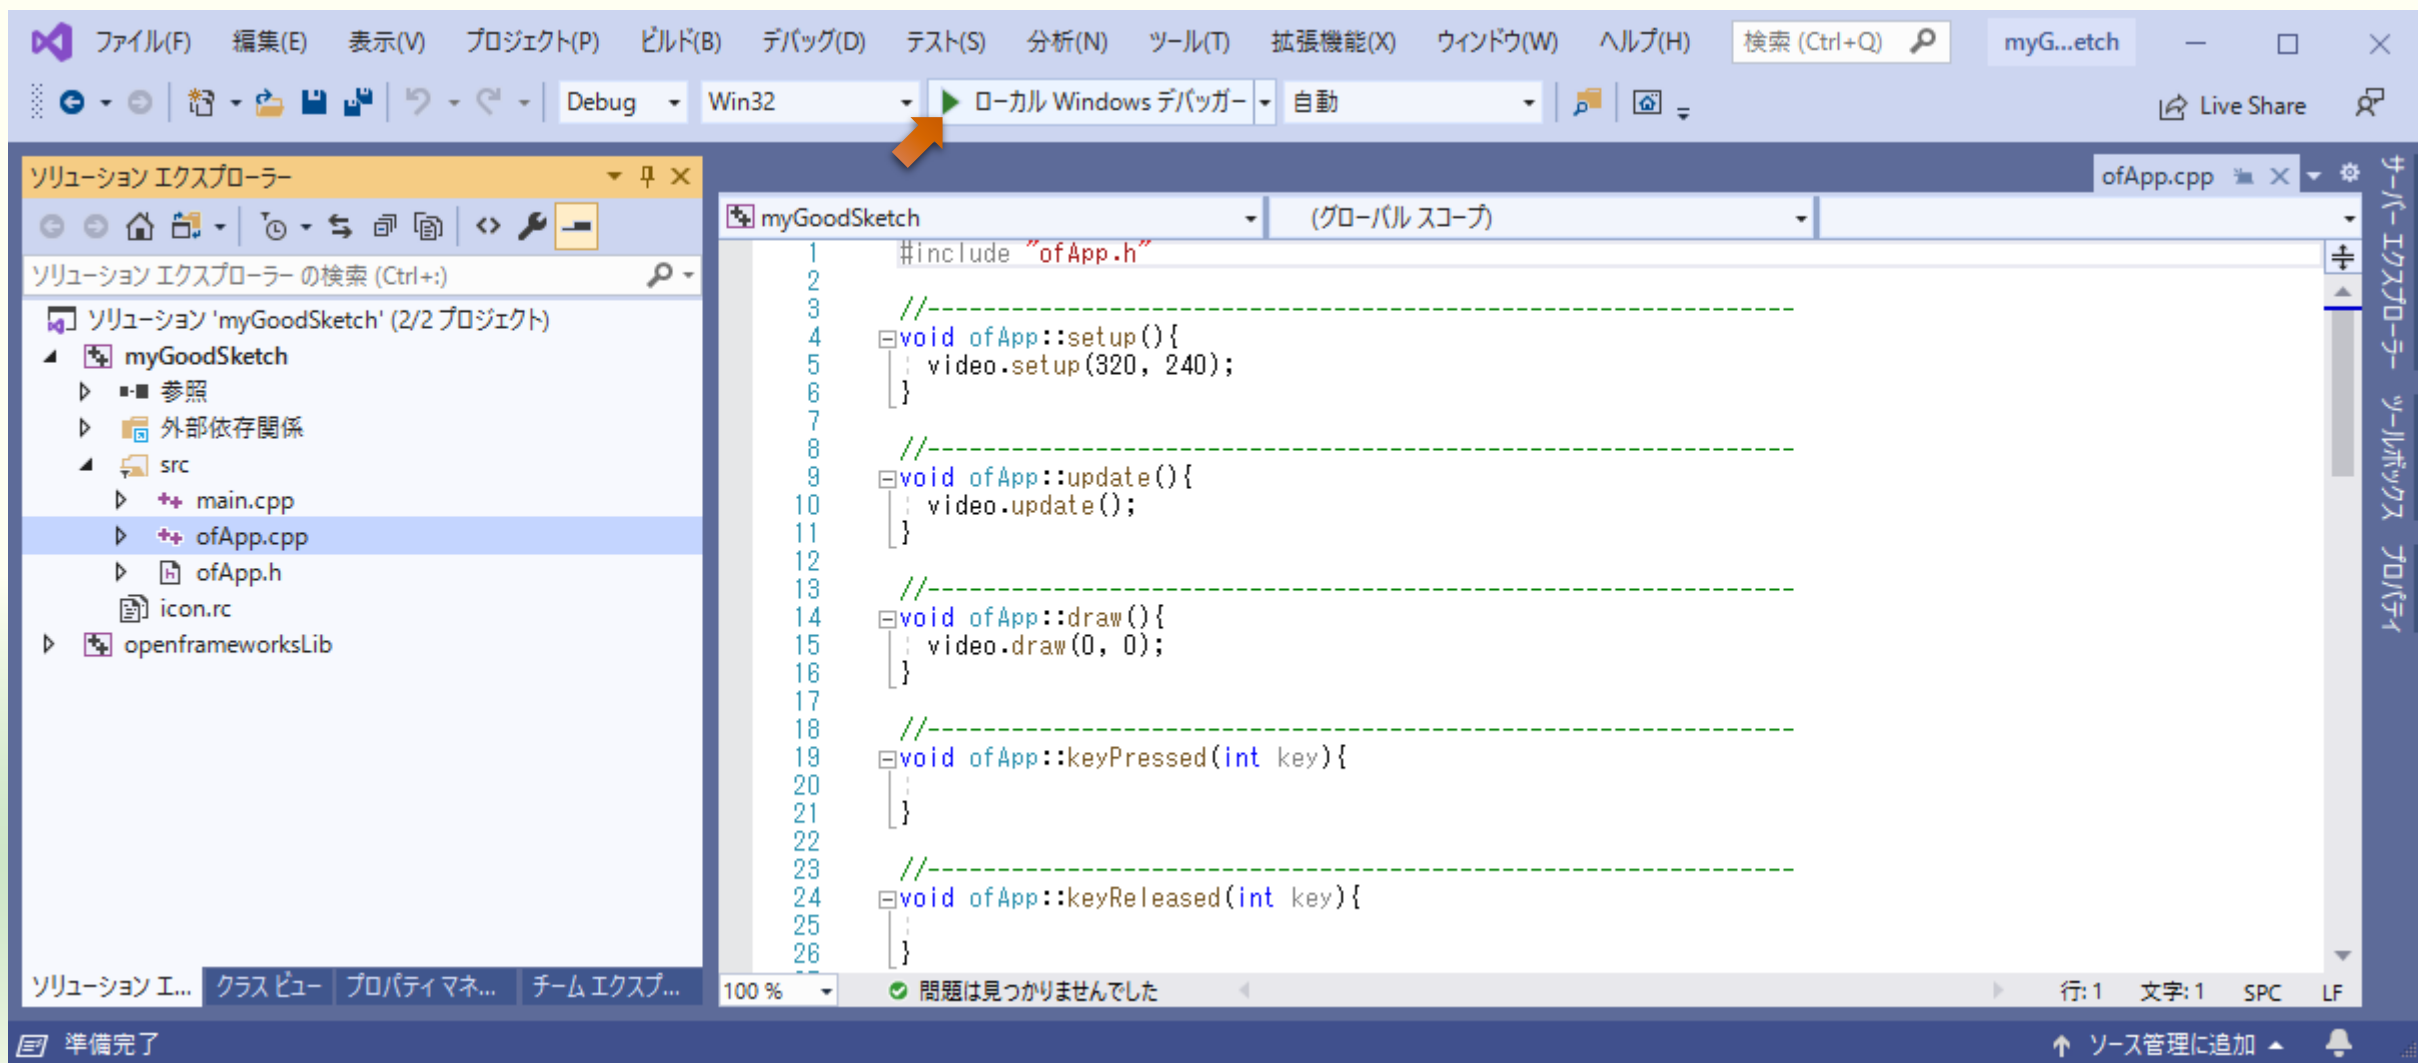 ファイル(F) 編集(E) 表示(V) プロジェクト(P) ビルド(B) デバッグ(D) テスト(S) 分析(N) ツール(T) 拡張機能(X) ウィンドウ(W) ヘルプ(H) 検索 (Ctrl+Q) myG...etch
Debug Win32 ローカル Windows デバッガー 自動 Live Share
ソリューション エクスプローラー
ソリューション エクスプローラー の検索 (Ctrl+:)
ソリューション 'myGoodSketch' (2/2 プロジェクト)
myGoodSketch
参照
外部依存関係
src
main.cpp
ofApp.cpp
ofApp.h
icon.rc
openframeworksLib
ソリューション エ... クラス ビュー プロパティ マネ... チーム エクスプ...
ofApp.cpp
myGoodSketch (グローバル スコープ)
1 #include "ofApp.h"
2
3 //--------------------------------------------------------------
4 void ofApp::setup(){
5 video.setup(320, 240);
6 }
7
8 //--------------------------------------------------------------
9 void ofApp::update(){
10 video.update();
11 }
12
13 //--------------------------------------------------------------
14 void ofApp::draw(){
15 video.draw(0, 0);
16 }
17
18 //--------------------------------------------------------------
19 void ofApp::keyPressed(int key){
20
21 }
22
23 //--------------------------------------------------------------
24 void ofApp::keyReleased(int key){
25
26 }
100 % 問題は見つかりませんでした 行: 1 文字: 1 SPC LF
サーバー エクスプローラー
ツールボックス
プロパティ
準備完了 ソース管理に追加